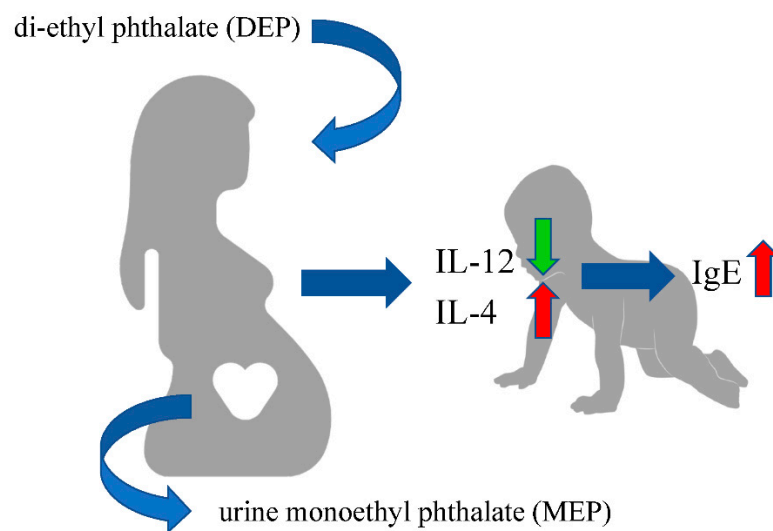 di-ethyl phthalate (DEP)
IL-12
IL-4
IgE
urine monoethyl phthalate (MEP)